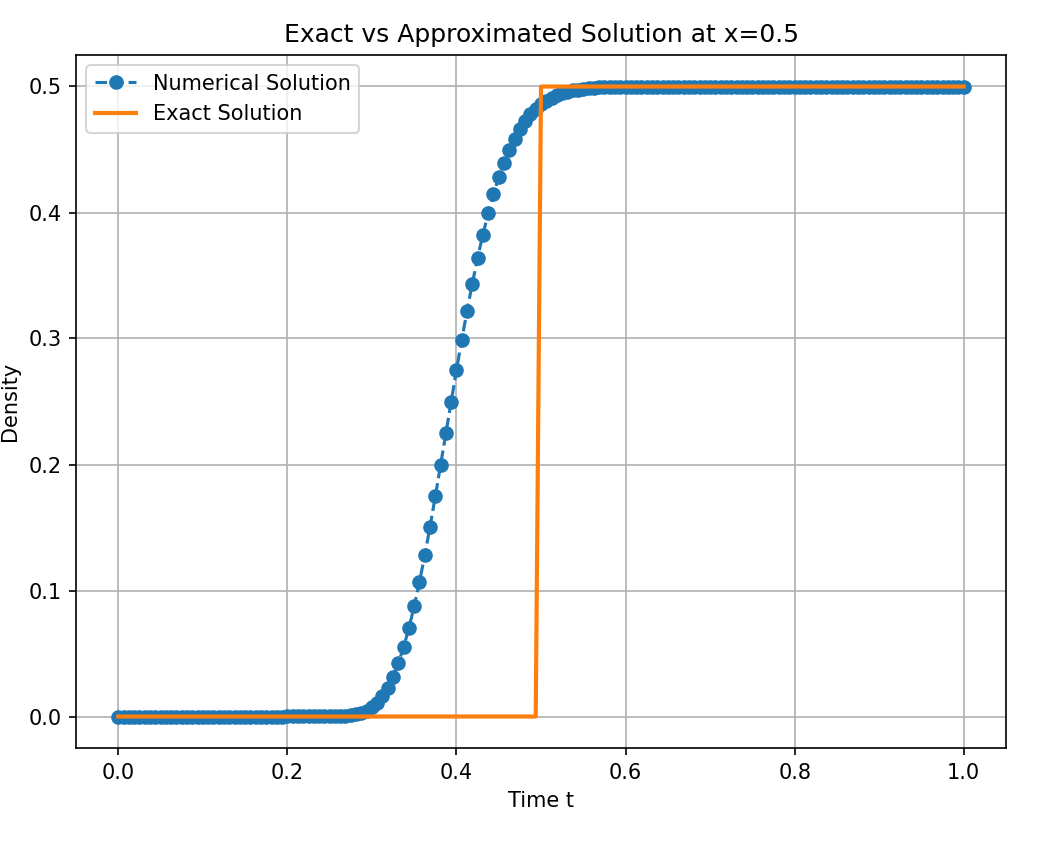 Exact vs Approximated Solution at x=0.5
Numerical Solution
Exact Solution
Density
0.5
0.4
0.3
0.2
0.1
0.0
0.0 0.2 0.4 0.6 0.8 1.0
Time t